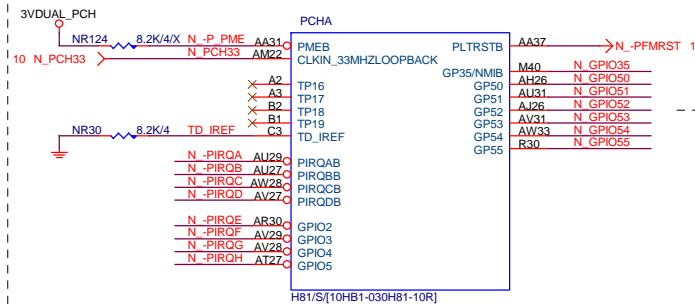 3VDUAL_PCH
PCHA
NR124 8.2K/4/X N_-P_PME AA31 PMEB PLTRSTB AA37 N_-PFMRST 1
10 N_PCH33 N_PCH33 AM22 CLKIN_33MHZLOOPBACK
GP35/NMIB M40 N_GPIO35
A2 TP16 GP50 AH26 N_GPIO50
A3 TP17 GP51 AU31 N_GPIO51
B2 TP18 GP52 AJ26 N_GPIO52
B1 TP19 GP53 AV31 N_GPIO53
NR30 8.2K/4 TD_IREF C3 TD_IREF GP54 AW33 N_GPIO54
GP55 R30 N_GPIO55
N_-PIRQA AU29 PIRQAB
N_-PIRQB AU27 PIRQBB
N_-PIRQC AW28 PIRQCB
N_-PIRQD AV27 PIRQDB
N_-PIRQE AR30 GPIO2
N_-PIRQF AV29 GPIO3
N_-PIRQG AV28 GPIO4
N_-PIRQH AT27 GPIO5
H81/S/[10HB1-030H81-10R]